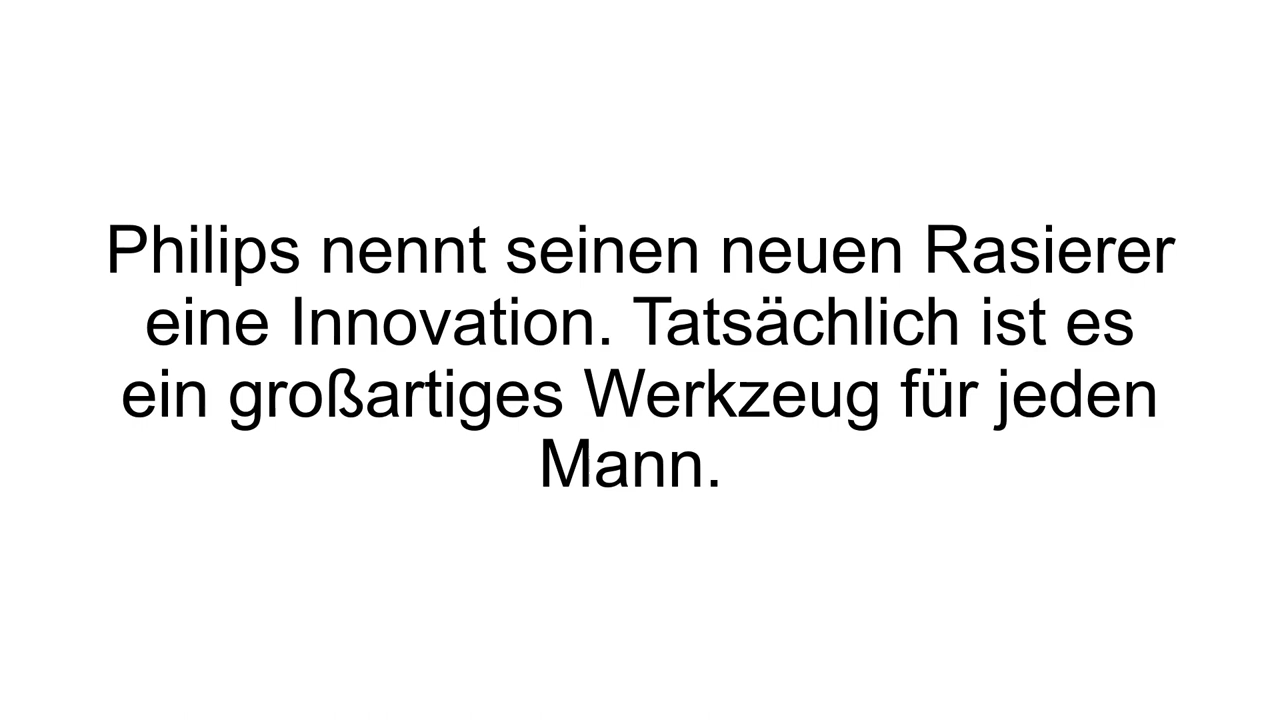 Philips nennt seinen neuen Rasierer
eine Innovation. Tatsächlich ist es
ein großartiges Werkzeug für jeden
Mann.